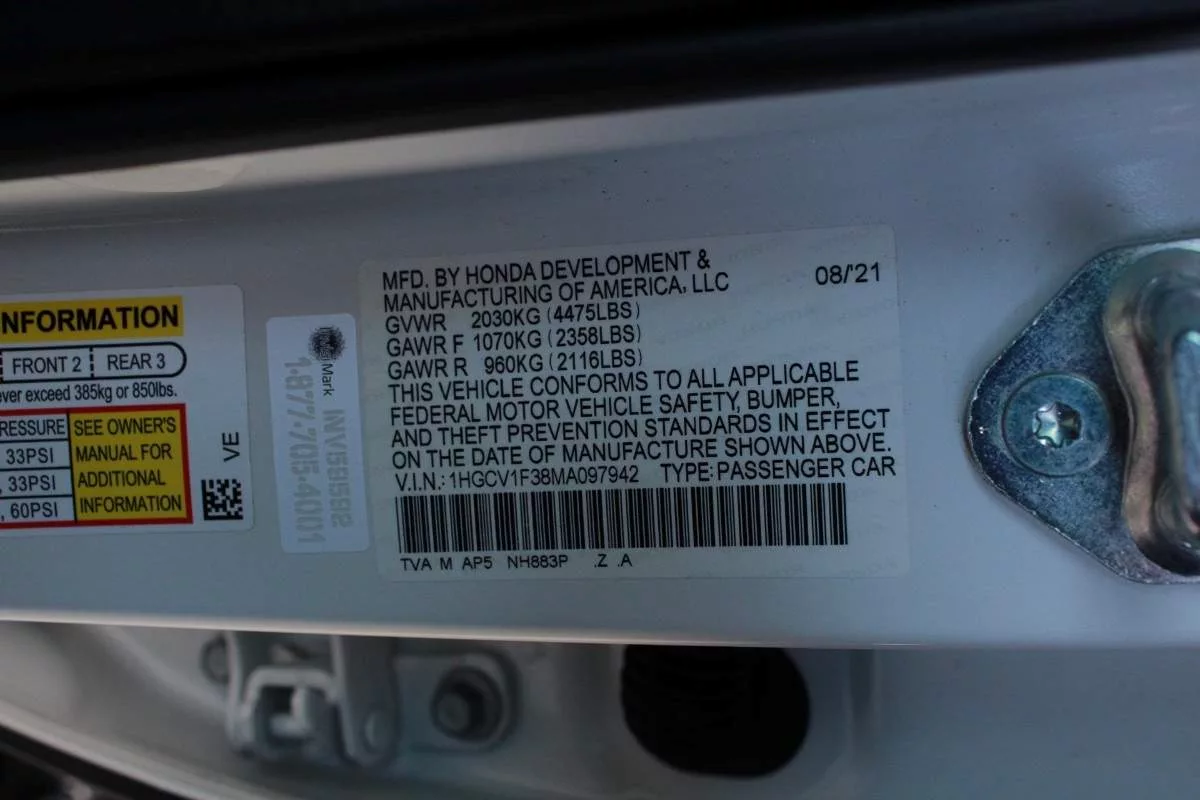 NFORMATION
FRONT 2 REAR 3
ver exceed 385kg or 850lbs.
RESSURE
33PSI
, 33PSI
, 60PSI
SEE OWNER'S
MANUAL FOR
ADDITIONAL
INFORMATION
VE
Mark
INV59592
1-877-705-4001
MFD. BY HONDA DEVELOPMENT & 08/'21
MANUFACTURING OF AMERICA, LLC
GVWR 2030KG (4475LBS)
GAWR F 1070KG (2358LBS)
GAWR R 960KG (2116LBS)
THIS VEHICLE CONFORMS TO ALL APPLICABLE
FEDERAL MOTOR VEHICLE SAFETY, BUMPER,
AND THEFT PREVENTION STANDARDS IN EFFECT
ON THE DATE OF MANUFACTURE SHOWN ABOVE.
V.I.N.: 1HGCV1F38MA097942 TYPE: PASSENGER CAR
TVA M AP5 NH883P .Z .A